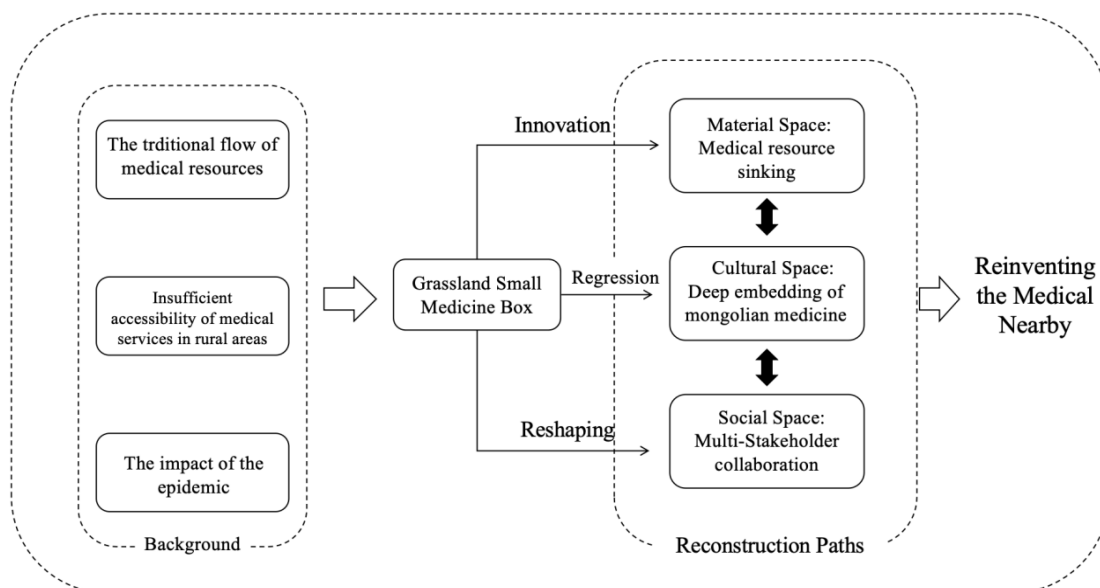 The trditional flow of
medical resources
Insufficient
accessibility of medical
services in rural areas
The impact of the
epidemic
Background
Grassland Small
Medicine Box
Innovation
Regression
Reshaping
Material Space:
Medical resource
sinking
Cultural Space:
Deep embedding of
mongolian medicine
Social Space:
Multi-Stakeholder
collaboration
Reconstruction Paths
Reinventing
the Medical
Nearby